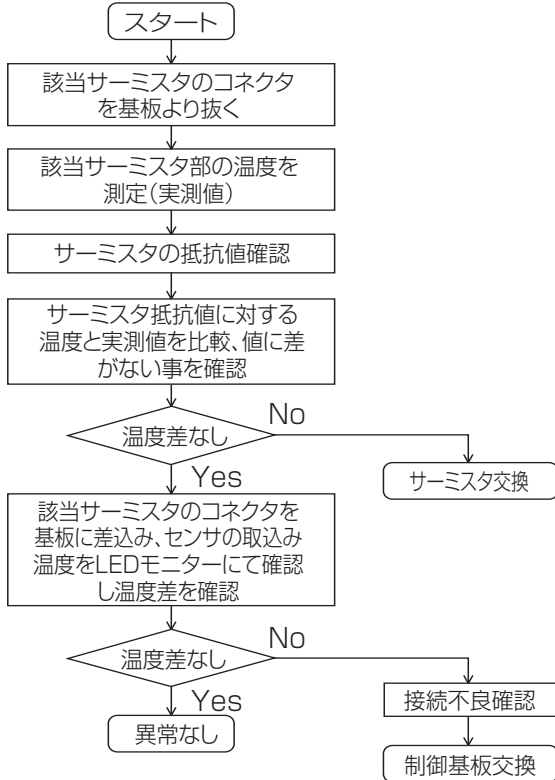 スタート
該当サーミスタのコネクタ
を基板より抜く
該当サーミスタ部の温度を
測定(実測値)
サーミスタの抵抗値確認
サーミスタ抵抗値に対する
温度と実測値を比較、値に差
がない事を確認
温度差なし
No
サーミスタ交換
Yes
該当サーミスタのコネクタを
基板に差込み、センサの取込み
温度をLEDモニターにて確認
し温度差を確認
温度差なし
No
接続不良確認
制御基板交換
Yes
異常なし